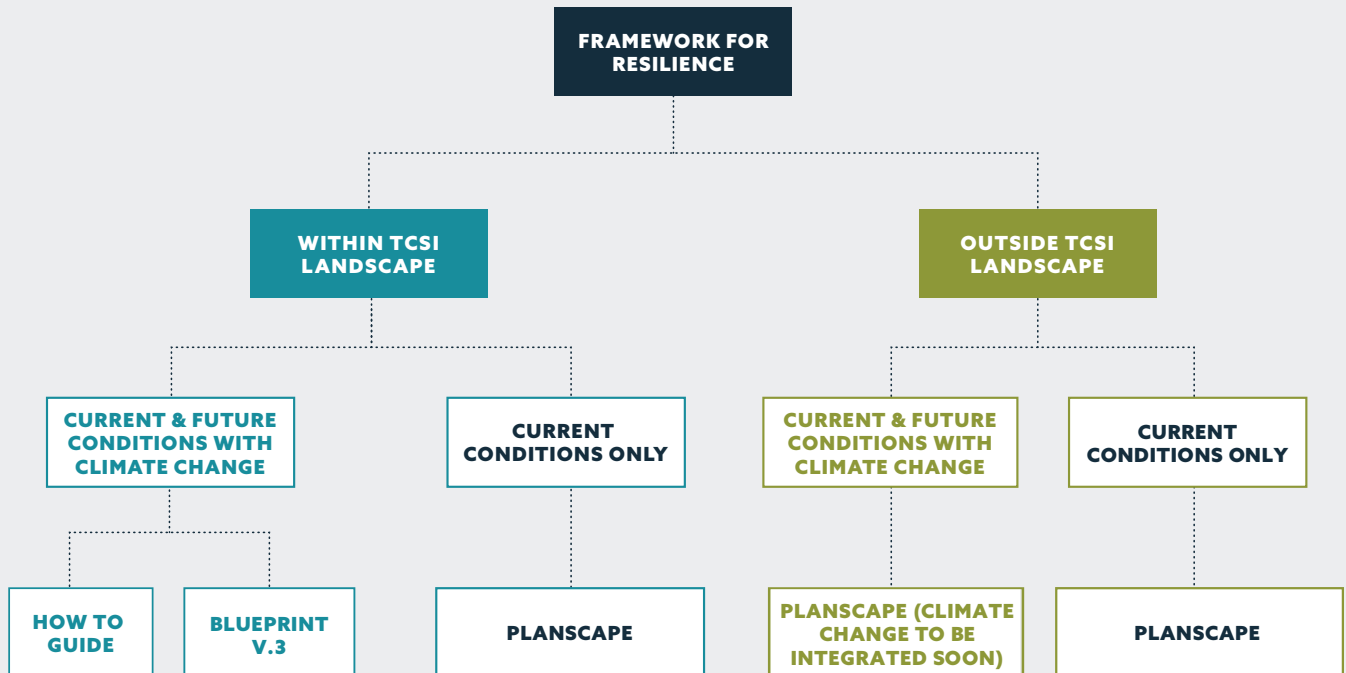 FRAMEWORK FOR
RESILIENCE
WITHIN TCSI
LANDSCAPE
OUTSIDE TCSI
LANDSCAPE
CURRENT & FUTURE
CONDITIONS WITH
CLIMATE CHANGE
CURRENT
CONDITIONS ONLY
CURRENT & FUTURE
CONDITIONS WITH
CLIMATE CHANGE
CURRENT
CONDITIONS ONLY
HOW TO
GUIDE
BLUEPRINT
V.3
PLANSCAPE
PLANSCAPE (CLIMATE
CHANGE TO BE
INTEGRATED SOON)
PLANSCAPE